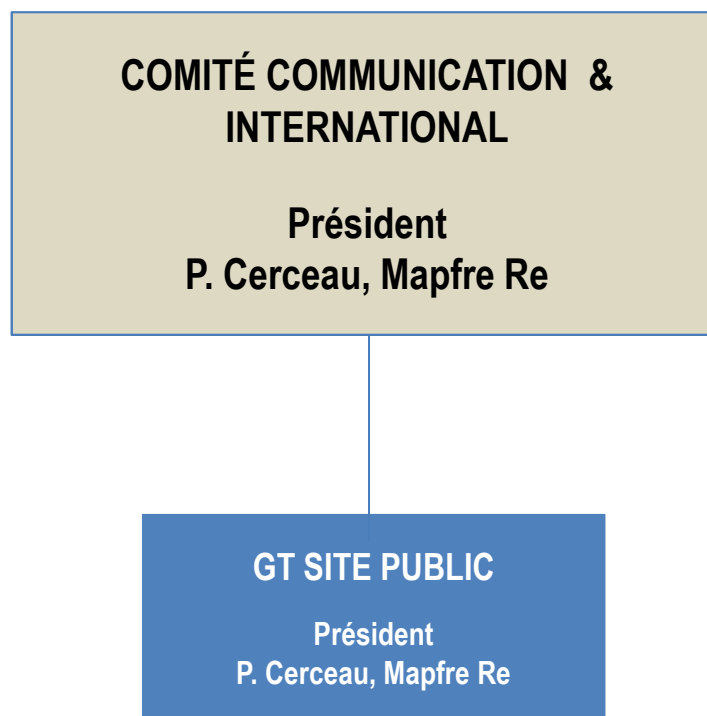 COMITÉ COMMUNICATION &
INTERNATIONAL
Président
P. Cerceau, Mapfre Re
GT SITE PUBLIC
Président
P. Cerceau, Mapfre Re